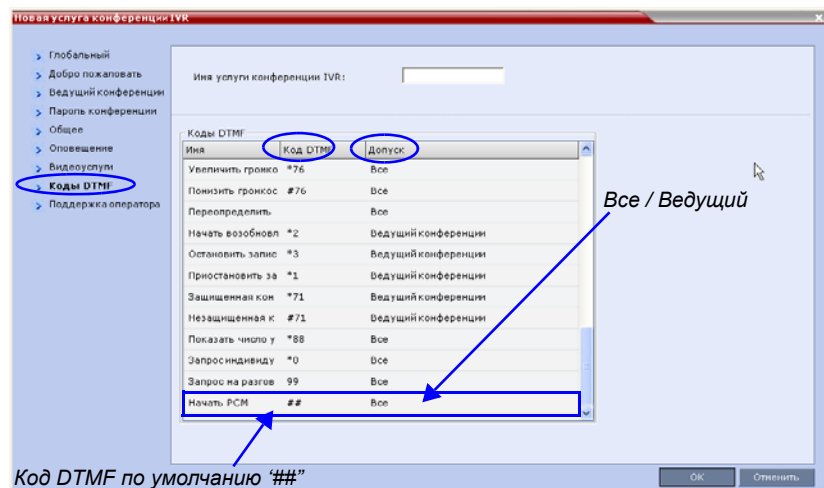 Новая услуга конференции IVR
Глобальный
Добро пожаловать
Ведущий конференции
Пароль конференции
Общее
Оповещение
Видеоуслуги
Коды DTMF
Поддержка оператора
Имя услуги конференции IVR:
Коды DTMF
Имя Код DTMF Допуск
Увеличить громко *76 Все
Понизить громкос #76 Все
Переопределить Все
Начать возобновл *2 Ведущий конференции
Остановить запис *3 Ведущий конференции
Приостановить за *1 Ведущий конференции
Защищенная кон *71 Ведущий конференции
Незащищенная к #71 Ведущий конференции
Показать число у *88 Все
Запрос индивиду *0 Все
Запрос на разгов 99 Все
Начать PCM ## Все
Все / Ведущий
Код DTMF по умолчанию ‘##”
OK Отменить